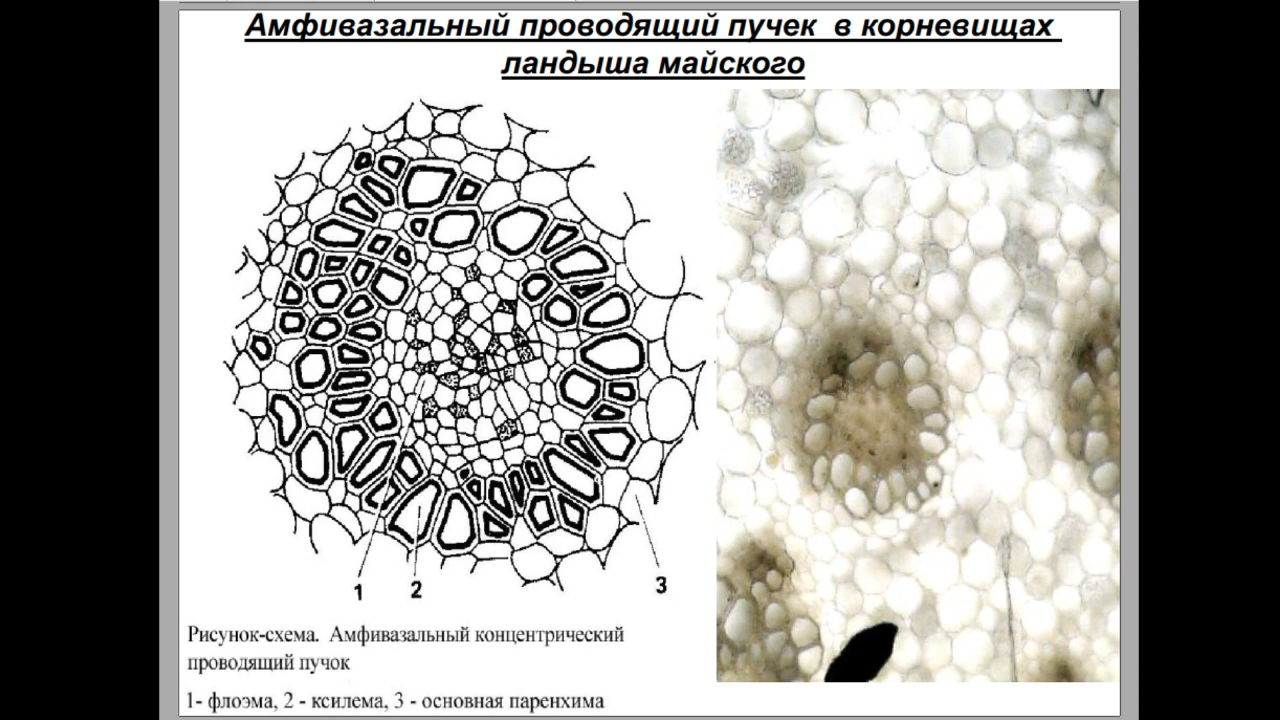 Амфивазальный проводящий пучек в корневищах
ландыша майского
1
2
3
Рисунок-схема. Амфивазальный концентрический
проводящий пучок
1- флоэма, 2 - ксилема, 3 - основная паренхима